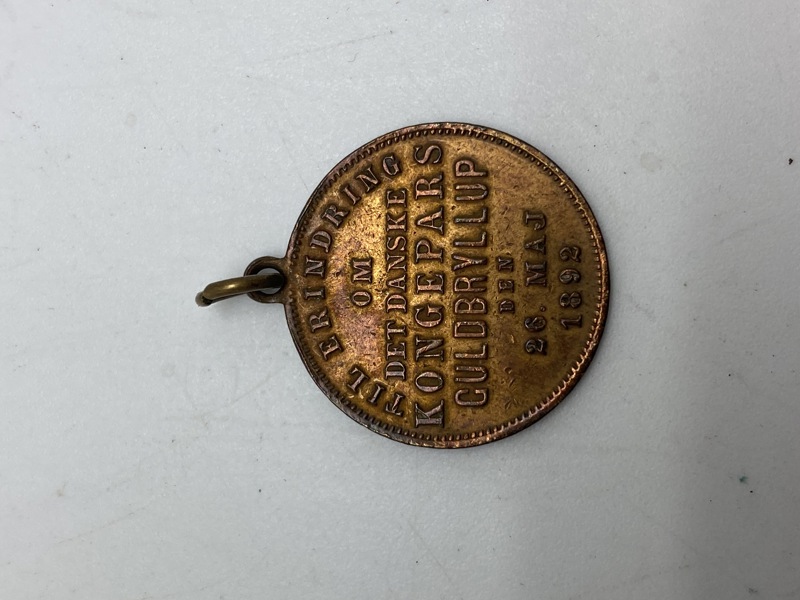 TIL ERINDRING
OM
DET DANSKE
KONGEPARS
GULDBRYLLUP
DEN
26. MAJ
1892